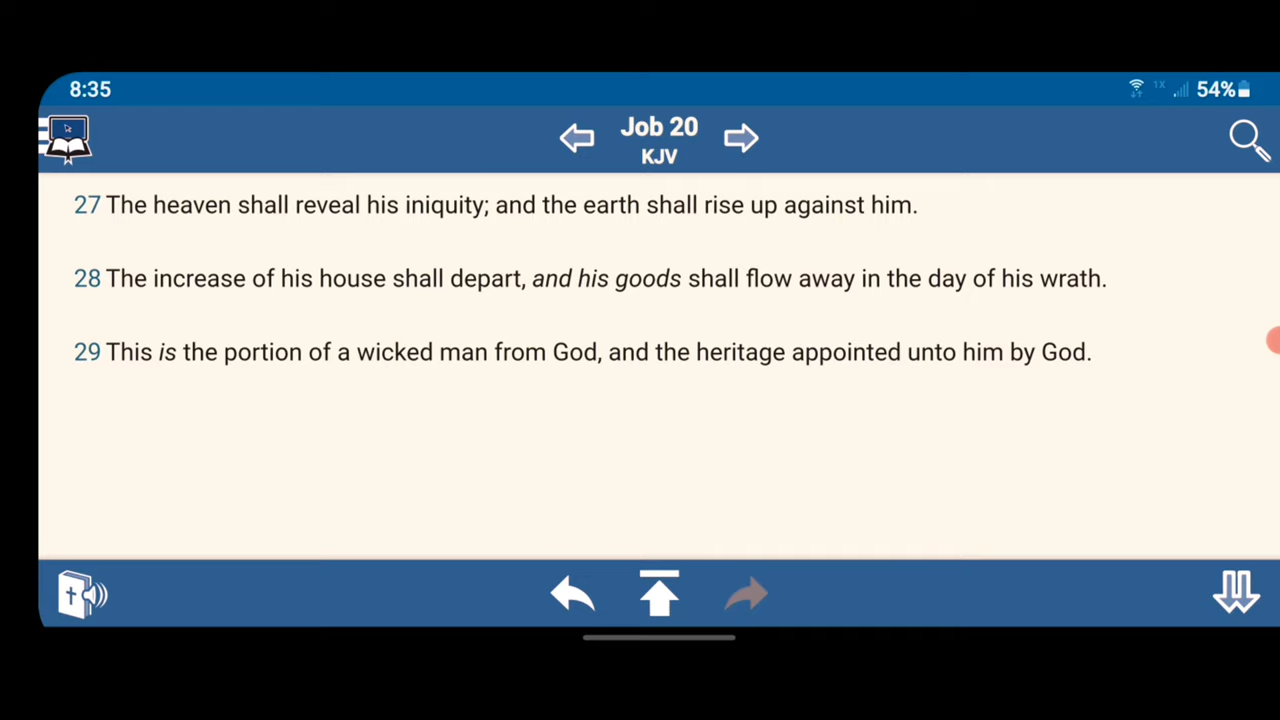 8:35
1X
54%
Job 20
KJV
27 The heaven shall reveal his iniquity; and the earth shall rise up against him.
28 The increase of his house shall depart, and his goods shall flow away in the day of his wrath.
29 This is the portion of a wicked man from God, and the heritage appointed unto him by God.